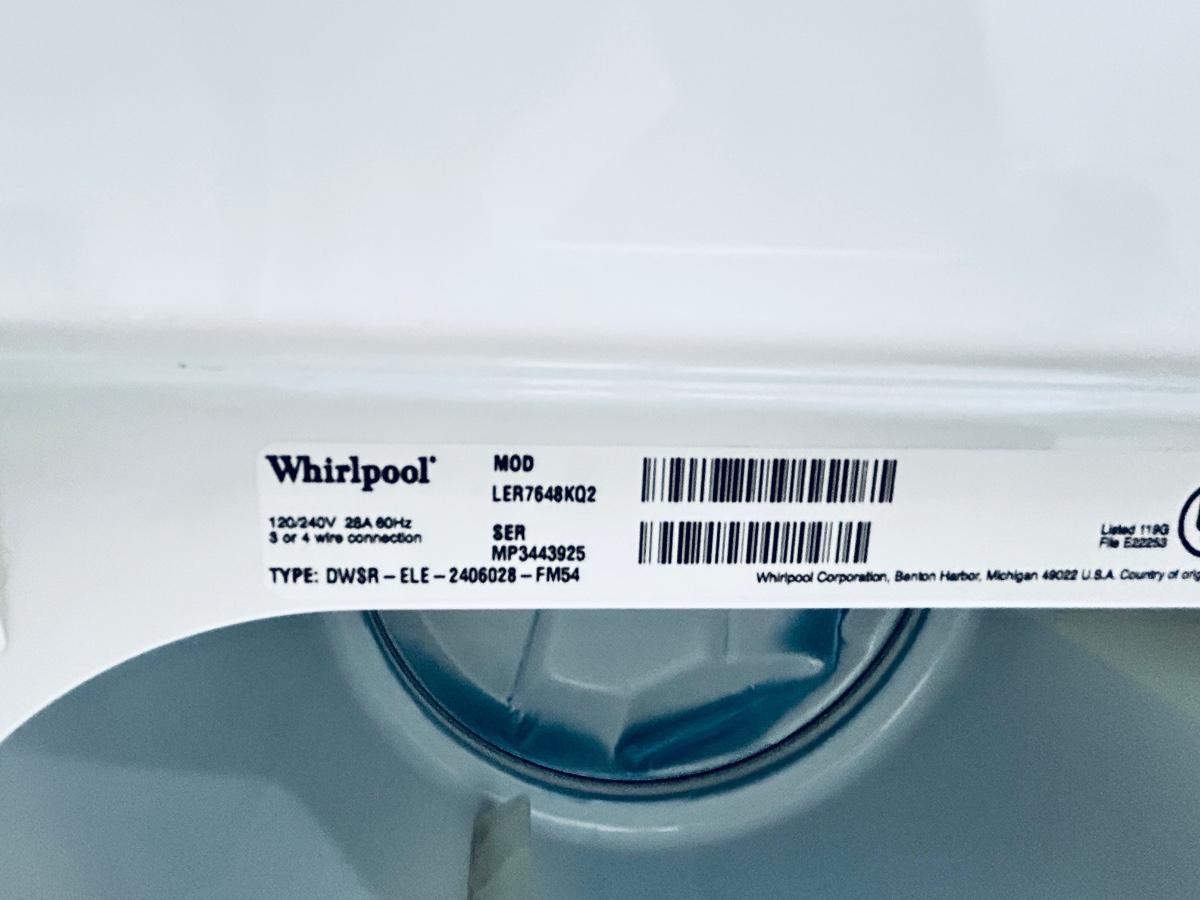 Whirlpool
120/240V 28A 60Hz
3 or 4 wire connection
MOD
LER7648KQ2
SER
MP3443925
TYPE: DWSR-ELE-2406028-FM54
Listed 119G
File E22253
Whirlpool Corporation, Benton Harbor, Michigan 49022 U.S.A. Country of orig